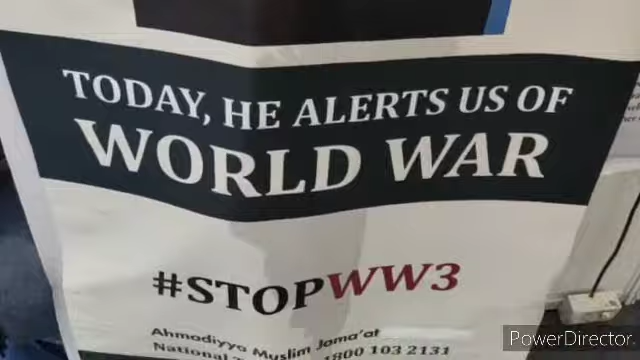 TODAY, HE ALERTS US OF
WORLD WAR
#STOPWW3
Ahmadiyya Muslim Jama'at
National 1800 103 2131
PowerDirector